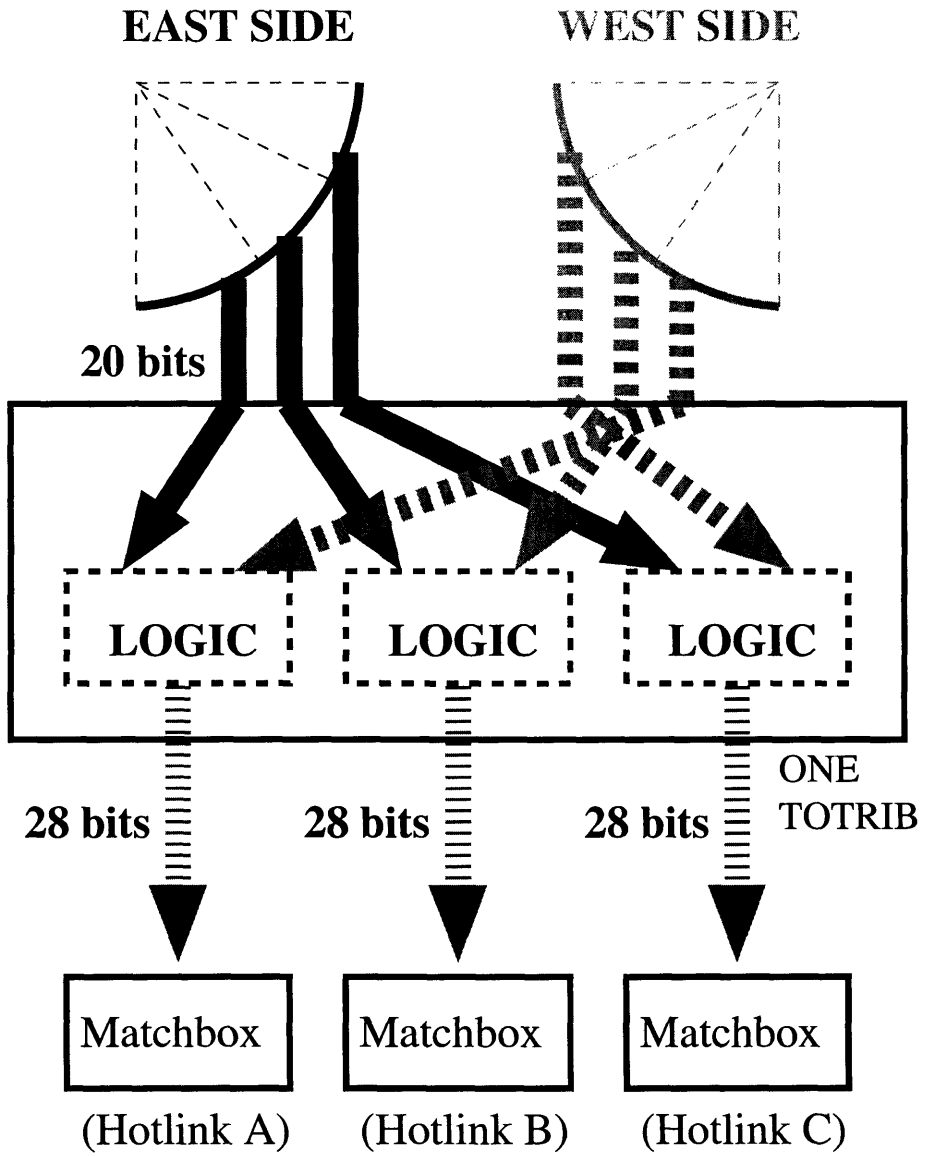 EAST SIDE
WEST SIDE
20 bits
LOGIC
LOGIC
LOGIC
ONE
TOTRIB
28 bits
28 bits
28 bits
Matchbox
Matchbox
Matchbox
(Hotlink A)
(Hotlink B)
(Hotlink C)